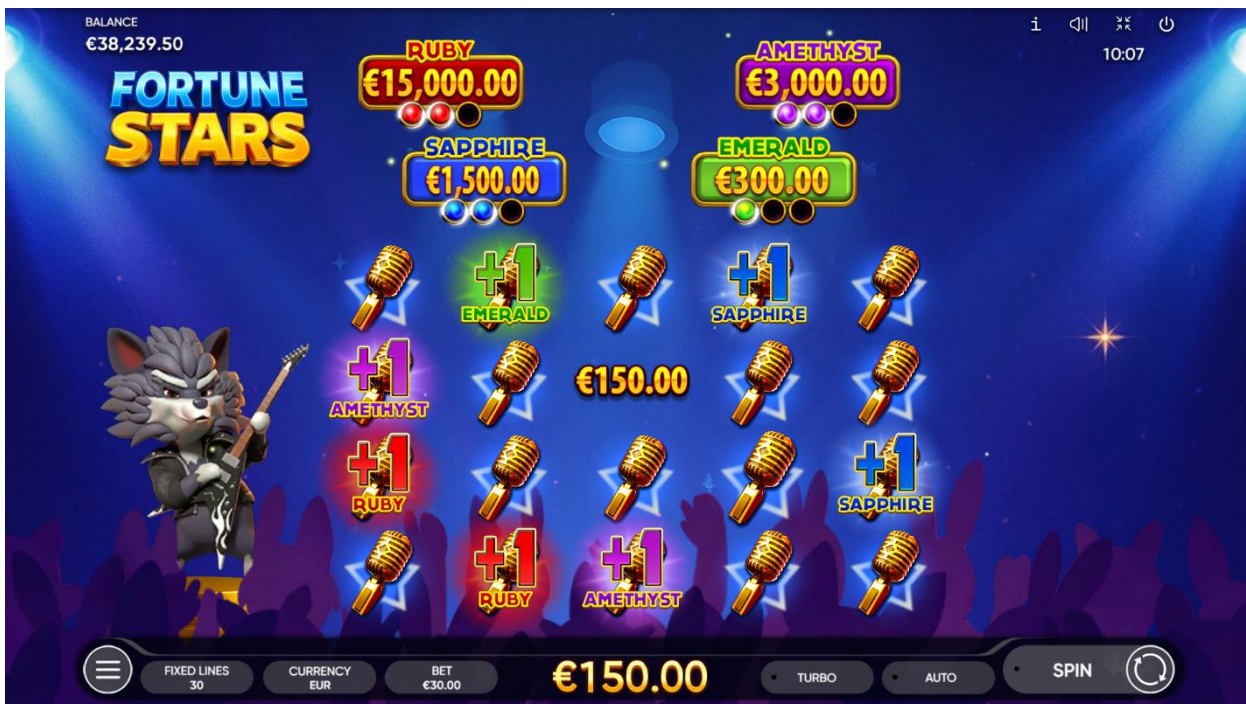 BALANCE
€38,239.50
i
10:07
FORTUNE
STARS
RUBY
€15,000.00
AMETHYST
€3,000.00
SAPPHIRE
€1,500.00
EMERALD
€300.00
+1
EMERALD
+1
SAPPHIRE
+1
AMETHYST
€150.00
+1
RUBY
+1
SAPPHIRE
+1
RUBY
+1
AMETHYST
FIXED LINES
30
CURRENCY
EUR
BET
€30.00
€150.00
TURBO
AUTO
SPIN